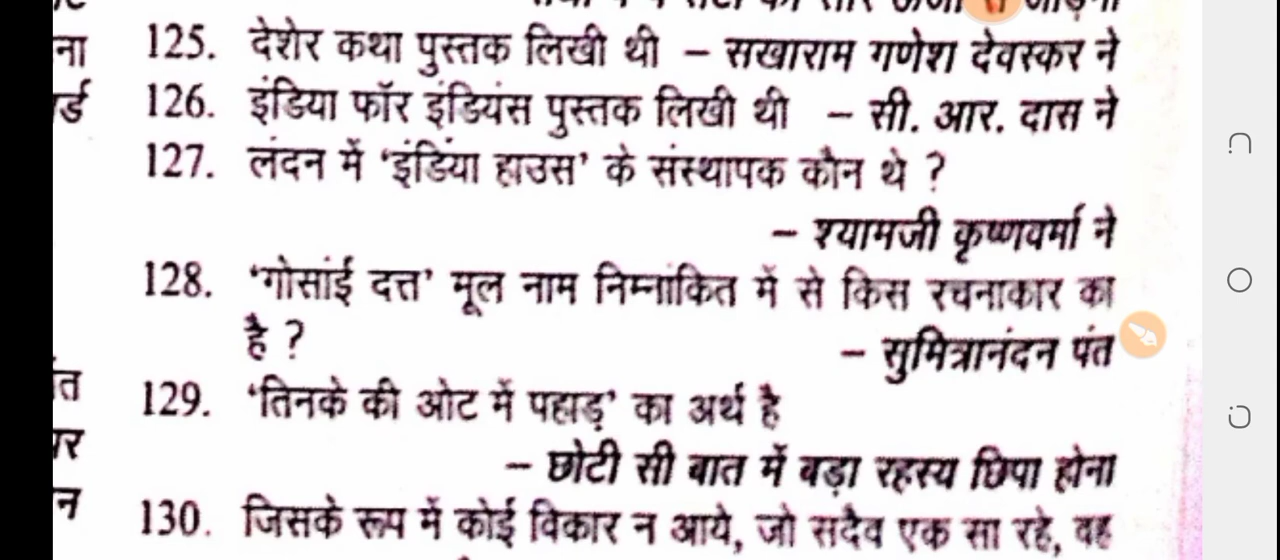 ना
र्ड
125. देशेर कथा पुस्तक लिखी थी – सखाराम गणेश देवस्कर ने
126. इंडिया फॉर इंडियंस पुस्तक लिखी थी – सी. आर. दास ने
127. लंदन में ‘इंडिया हाउस’ के संस्थापक कौन थे ?
– श्यामजी कृष्णवर्मा ने
128. ‘गोसांई दत्त’ मूल नाम निम्नांकित में से किस रचनाकार का
है ?
– सुमित्रानंदन पंत
129. ‘तिनके की ओट में पहाड़’ का अर्थ है
– छोटी सी बात में बड़ा रहस्य छिपा होना
130. जिसके रूप में कोई विकार न आये, जो सदैव एक सा रहे, वह